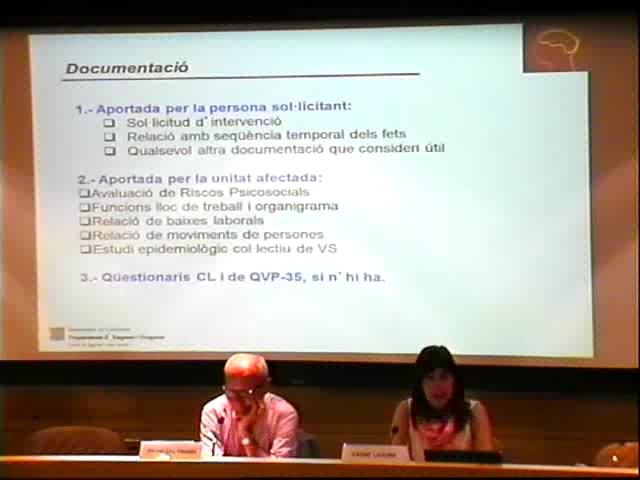 Documentació
1.- Aportada per la persona sol·licitant:
Sol·licitud d'intervenció
Relació amb seqüència temporal dels fets
Qualsevol altra documentació que consideri útil
2.- Aportada per la unitat afectada:
Avaluació de Riscos Psicosocials
Funcions lloc de treball i organigrama
Relació de baixes laborals
Relació de moviments de persones
Estudi epidemiològic col·lectiu de VS
3.- Qüestionaris CL i de QVP-35, si n'hi ha.